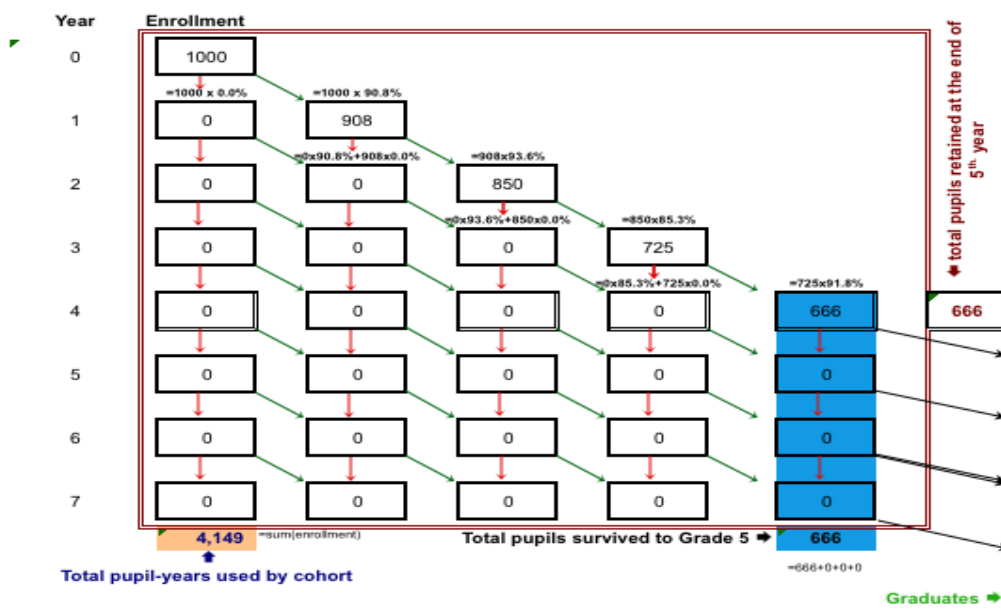 Year Enrollment
0 1000
=1000 x 0.0% =1000 x 90.8%
1 0 908
=0x90.8%+908x0.0% =908x93.6%
2 0 0 850
=0x93.6%+850x0.0% =850x85.3%
3 0 0 0 725
=0x85.3%+725x0.0% =725x91.8%
4 0 0 0 0 666 666
5 0 0 0 0 0
6 0 0 0 0 0
7 0 0 0 0 0
4,149 =sum(enrollment) Total pupils survived to Grade 5 666
Total pupil-years used by cohort
=666+0+0+0
Graduates
total pupils retained at the end of
5th. year